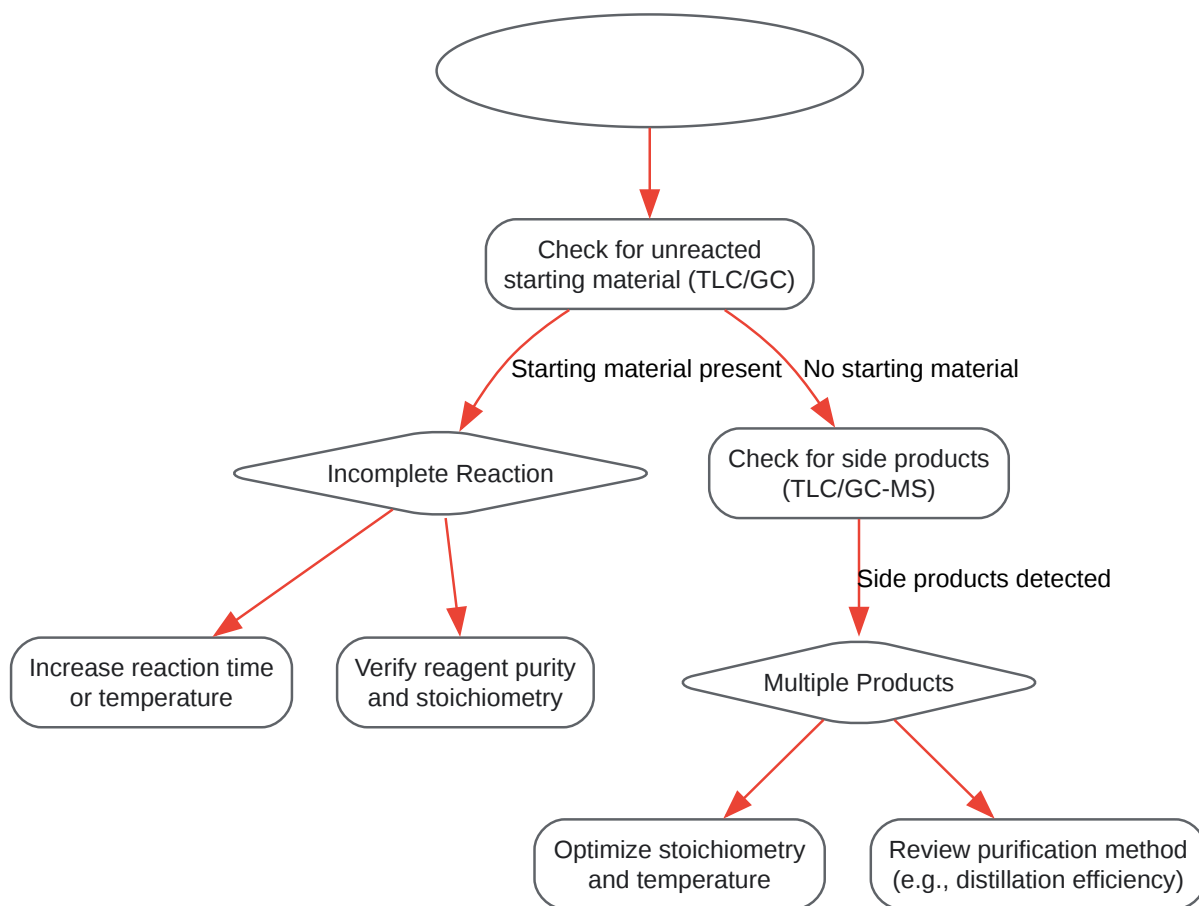 Check for unreacted
starting material (TLC/GC)
Starting material present
No starting material
Incomplete Reaction
Check for side products
(TLC/GC-MS)
Side products detected
Increase reaction time
or temperature
Verify reagent purity
and stoichiometry
Multiple Products
Optimize stoichiometry
and temperature
Review purification method
(e.g., distillation efficiency)